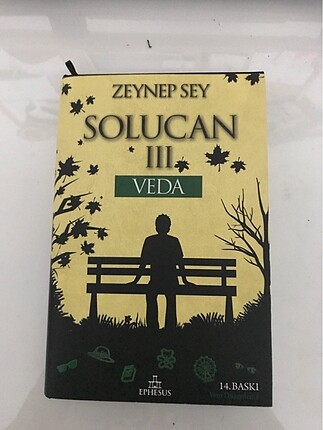 ZEYNEP SEY
SOLUCAN
III
VEDA
EPHESUS
14. BASKI